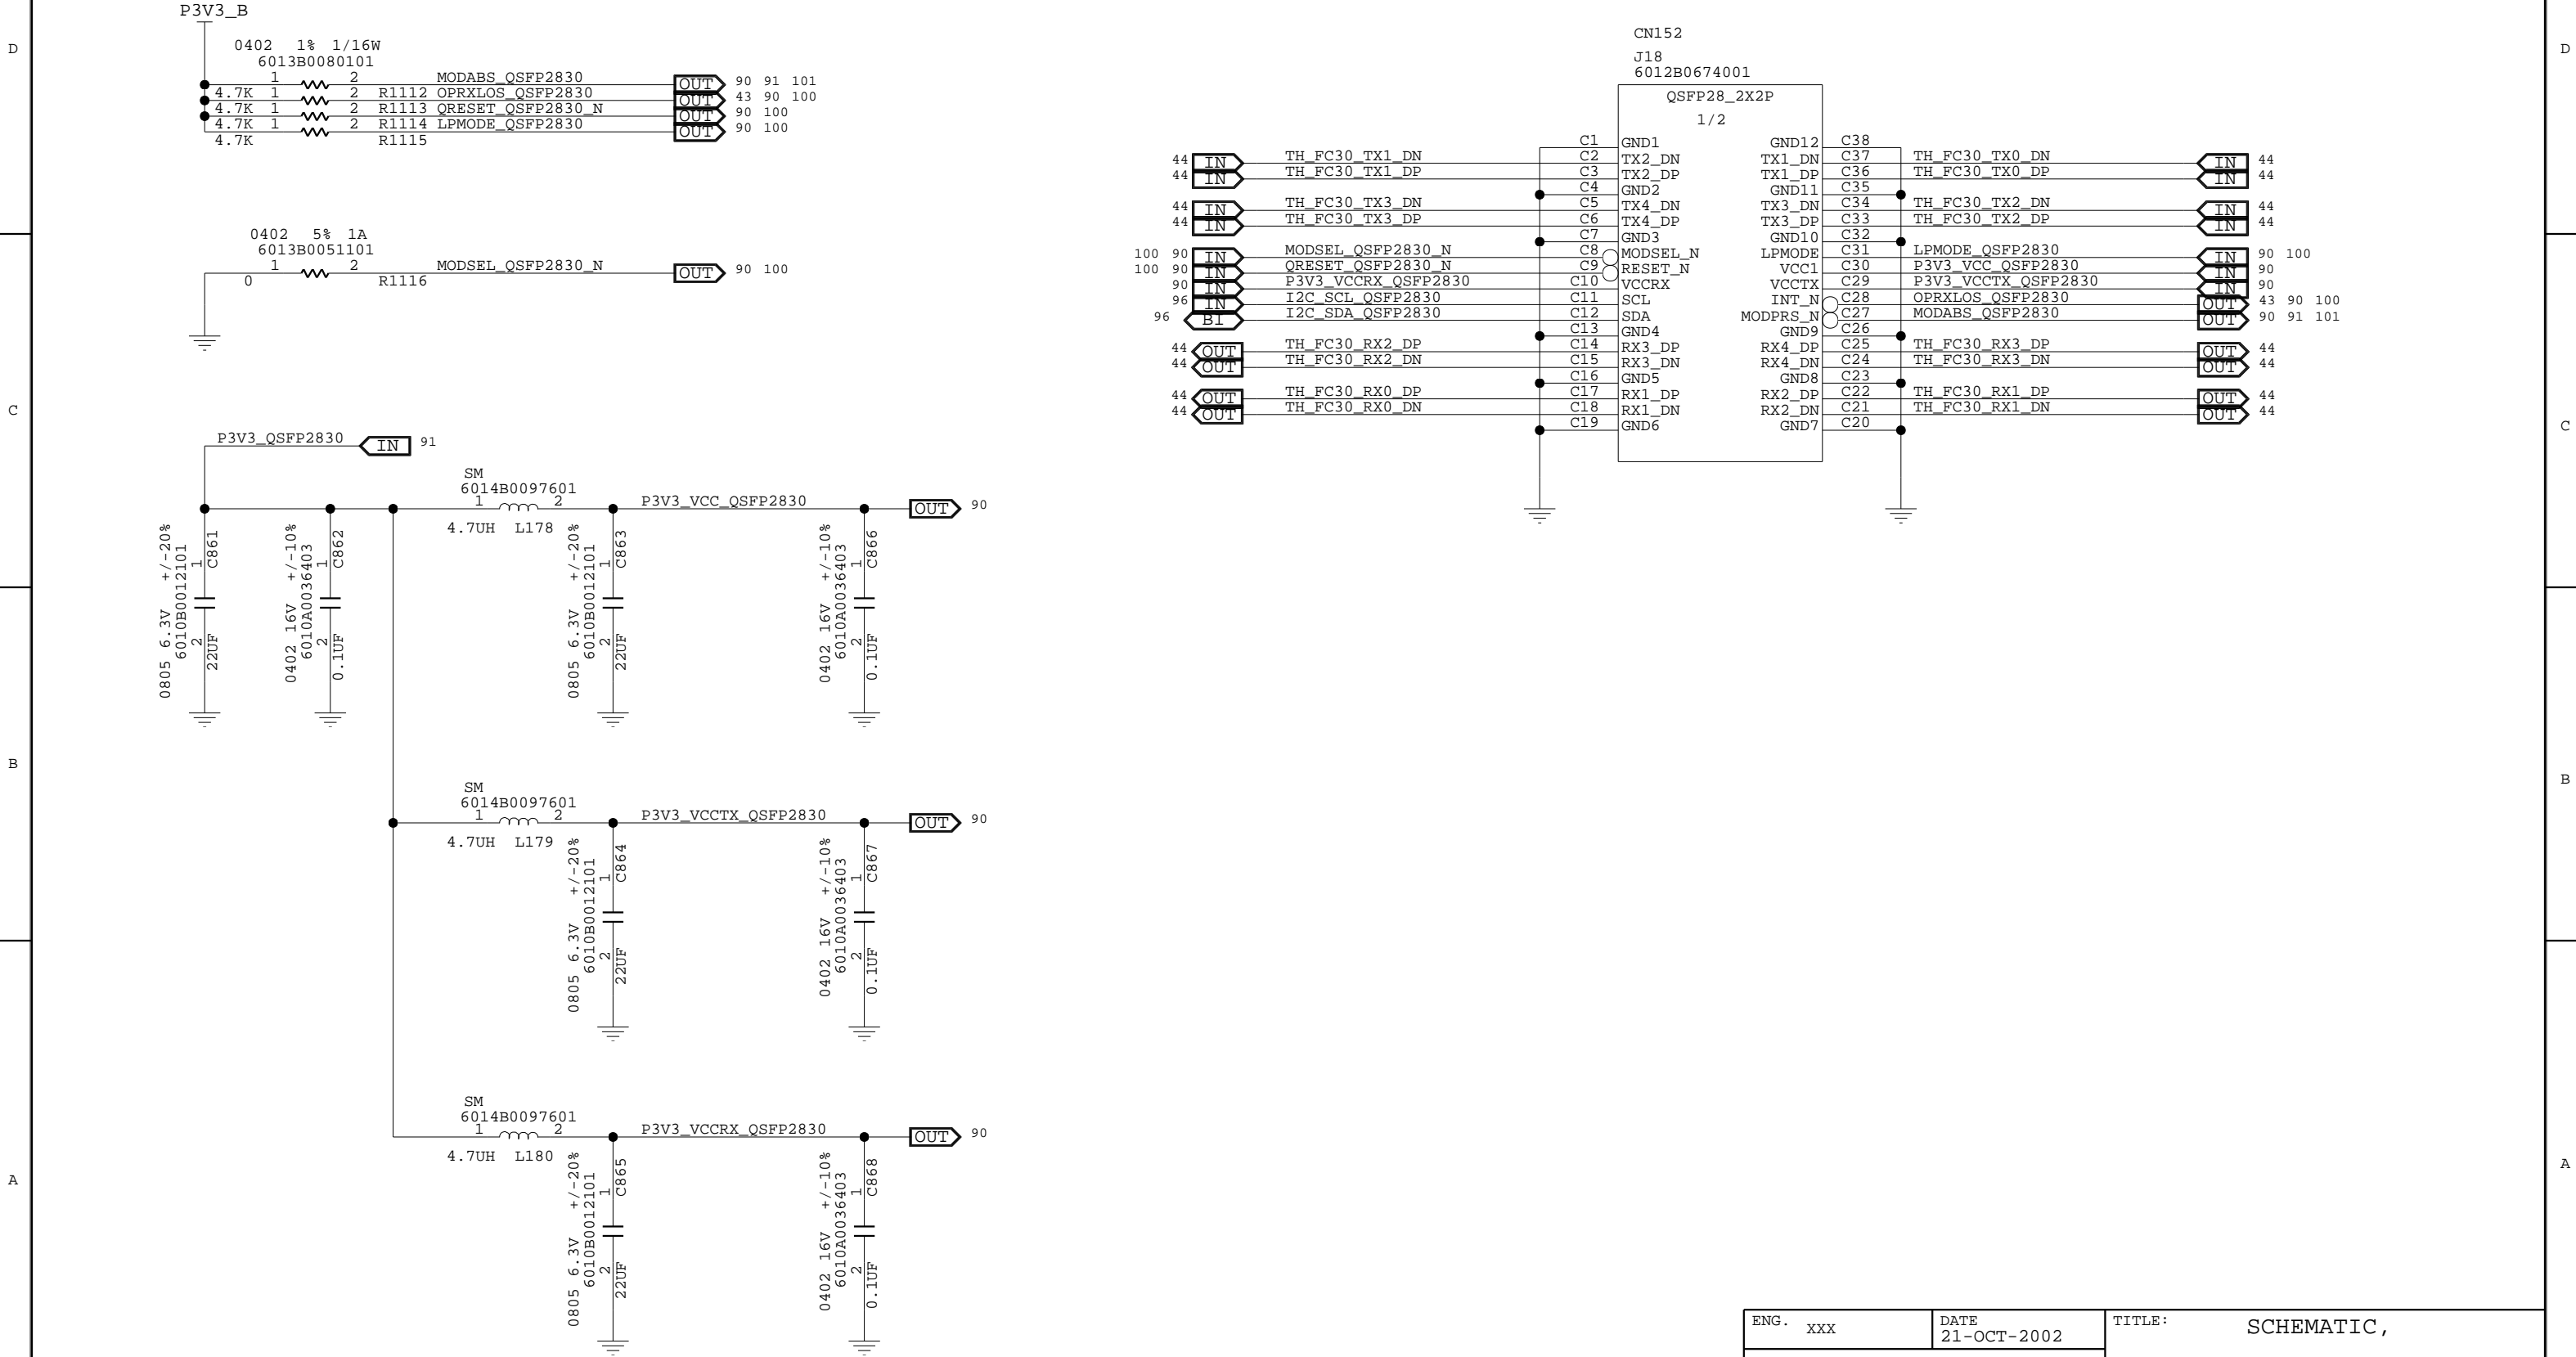 P3V3_B
0402 1% 1/16W
6013B0080101
1 2 MODABS_QSFP2830 OUT 90 91 101
4.7K 1 2 R1112 OPRXLOS_QSFP2830 OUT 43 90 100
4.7K 1 2 R1113 QRESET_QSFP2830_N OUT 90 100
4.7K 1 2 R1114 LPMODE_QSFP2830 OUT 90 100
4.7K R1115
0402 5% 1A
6013B0051101
1 2 MODSEL_QSFP2830_N OUT 90 100
0 R1116
P3V3_QSFP2830 IN 91
SM
6014B0097601
1 2 P3V3_VCC_QSFP2830 OUT 90
4.7UH L178
0805 6.3V +/-20%
6010B0012101
1 2
C861
22UF
0402 16V +/-10%
6010A0036403
1 2
C862
0.1UF
0805 6.3V +/-20%
6010B0012101
1 2
C863
22UF
0402 16V +/-10%
6010A0036403
1 2
C866
0.1UF
SM
6014B0097601
1 2 P3V3_VCCTX_QSFP2830 OUT 90
4.7UH L179
0805 6.3V +/-20%
6010B0012101
1 2
C864
22UF
0402 16V +/-10%
6010A0036403
1 2
C867
0.1UF
SM
6014B0097601
1 2 P3V3_VCCRX_QSFP2830 OUT 90
4.7UH L180
0805 6.3V +/-20%
6010B0012101
1 2
C865
22UF
0402 16V +/-10%
6010A0036403
1 2
C868
0.1UF
CN152
J18
6012B0674001
QSFP28_2X2P
1/2
C1 GND1 GND12 C38
44 IN TH_FC30_TX1_DN C2 TX2_DN TX1_DN C37 TH_FC30_TX0_DN IN 44
44 IN TH_FC30_TX1_DP C3 TX2_DP TX1_DP C36 TH_FC30_TX0_DP IN 44
C4 GND2 GND11 C35
44 IN TH_FC30_TX3_DN C5 TX4_DN TX3_DN C34 TH_FC30_TX2_DN IN 44
44 IN TH_FC30_TX3_DP C6 TX4_DP TX3_DP C33 TH_FC30_TX2_DP IN 44
C7 GND3 GND10 C32
100 90 IN MODSEL_QSFP2830_N C8 MODSEL_N LPMODE C31 LPMODE_QSFP2830 IN 90 100
100 90 IN QRESET_QSFP2830_N C9 RESET_N VCC1 C30 P3V3_VCC_QSFP2830 IN 90
90 IN P3V3_VCCRX_QSFP2830 C10 VCCRX VCCTX C29 P3V3_VCCTX_QSFP2830 IN 90
96 IN I2C_SCL_QSFP2830 C11 SCL INT_N C28 OPRXLOS_QSFP2830 OUT 43 90 100
96 BI I2C_SDA_QSFP2830 C12 SDA MODPRS_N C27 MODABS_QSFP2830 OUT 90 91 101
C13 GND4 GND9 C26
44 OUT TH_FC30_RX2_DP C14 RX3_DP RX4_DP C25 TH_FC30_RX3_DP OUT 44
44 OUT TH_FC30_RX2_DN C15 RX3_DN RX4_DN C24 TH_FC30_RX3_DN OUT 44
C16 GND5 GND8 C23
44 OUT TH_FC30_RX0_DP C17 RX1_DP RX2_DP C22 TH_FC30_RX1_DP OUT 44
44 OUT TH_FC30_RX0_DN C18 RX1_DN RX2_DN C21 TH_FC30_RX1_DN OUT 44
C19 GND6 GND7 C20
D D
C C
B B
A A
ENG. XXX DATE 21-OCT-2002 TITLE: SCHEMATIC,